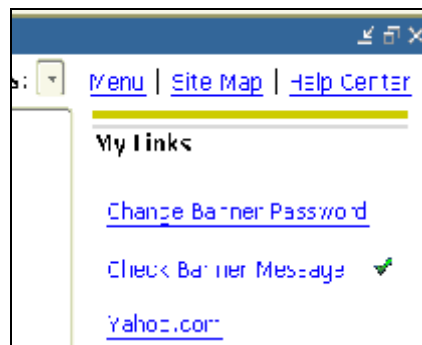 s:
Menu | Site Map | Help Center
My Links
Change Banner Password
Check Banner Message
Yahoo.com